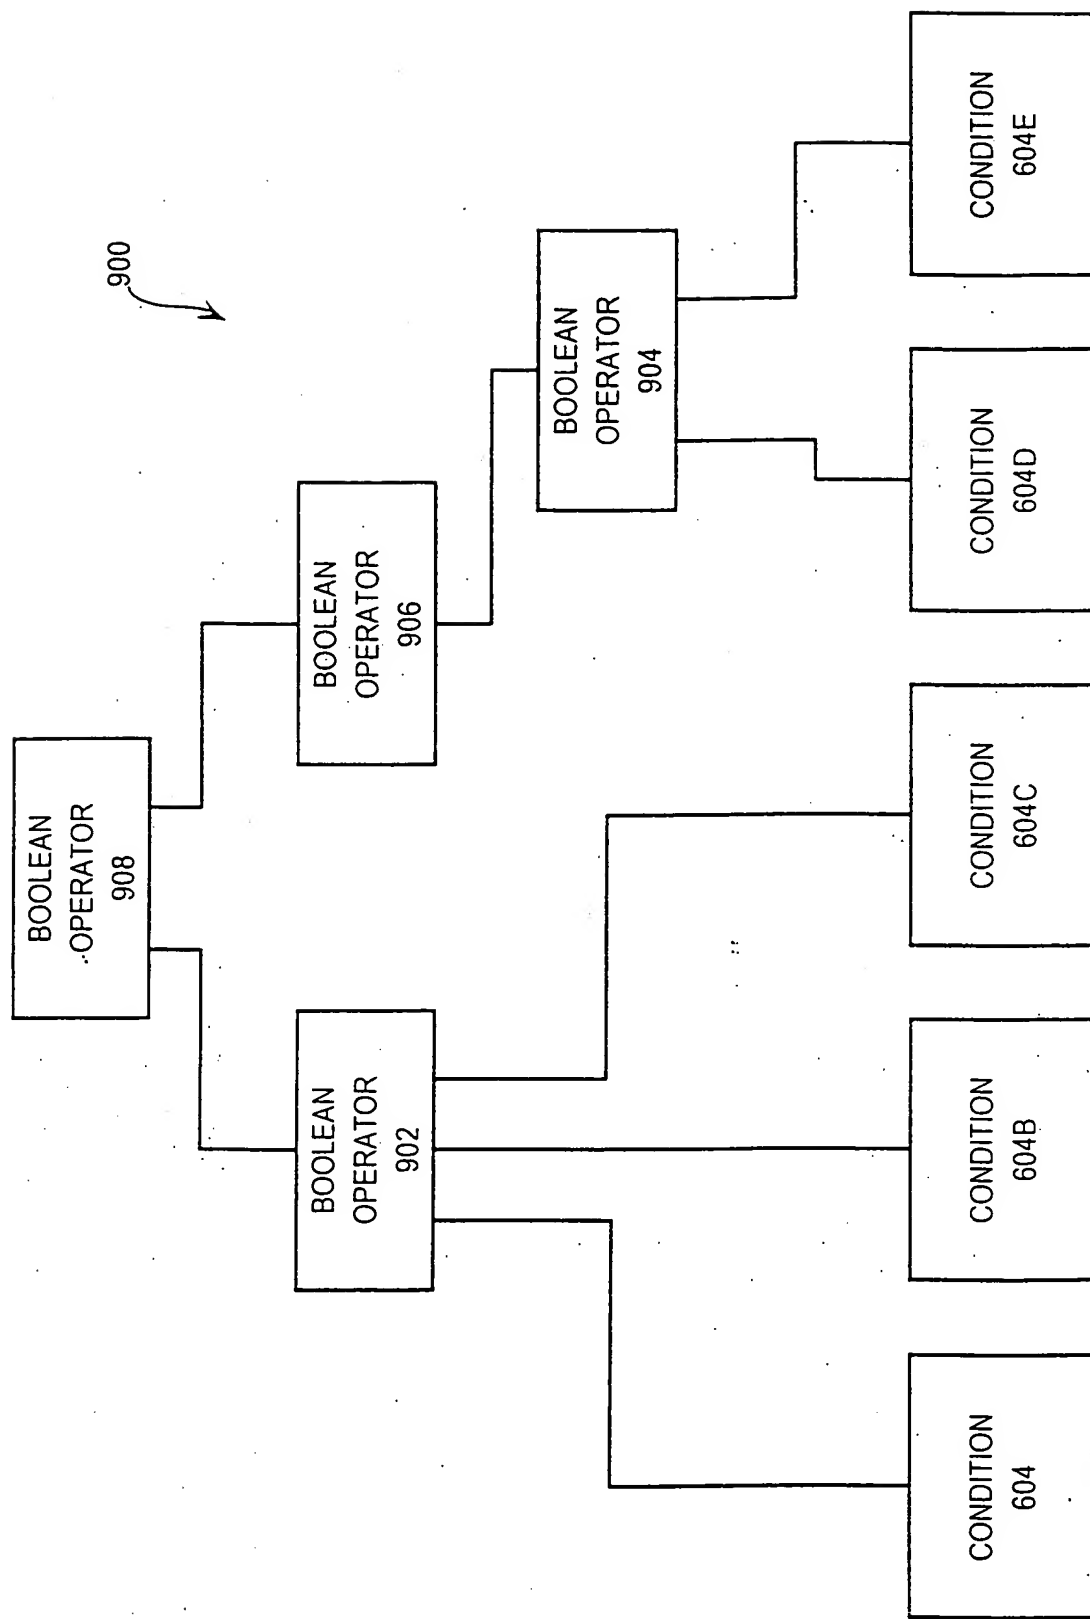 900
BOOLEAN
OPERATOR
908
BOOLEAN
OPERATOR
902
BOOLEAN
OPERATOR
906
BOOLEAN
OPERATOR
904
CONDITION
604
CONDITION
604B
CONDITION
604C
CONDITION
604D
CONDITION
604E